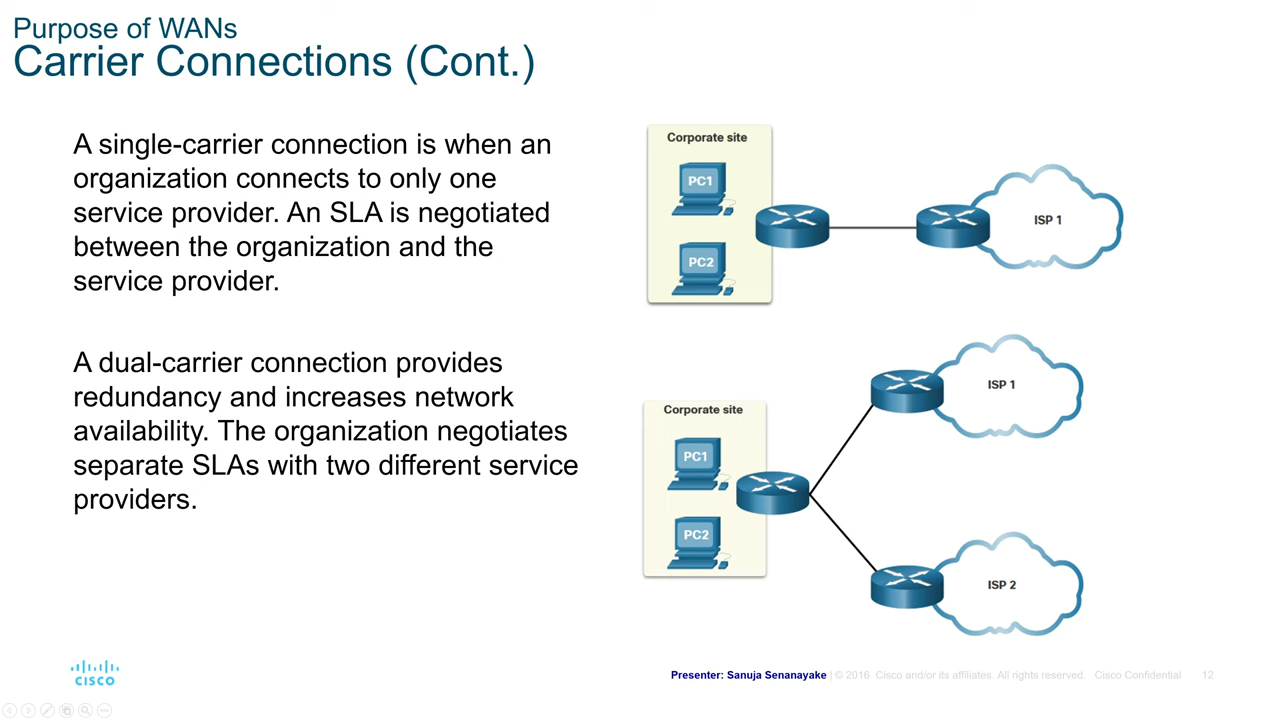 Purpose of WANs
Carrier Connections (Cont.)
A single-carrier connection is when an
organization connects to only one
service provider. An SLA is negotiated
between the organization and the
service provider.
A dual-carrier connection provides
redundancy and increases network
availability. The organization negotiates
separate SLAs with two different service
providers.
Corporate site
PC1
PC2
ISP 1
Corporate site
PC1
PC2
ISP 1
ISP 2
CISCO
Presenter: Sanuja Senanayake | © 2016 Cisco and/or its affiliates. All rights reserved. Cisco Confidential 12